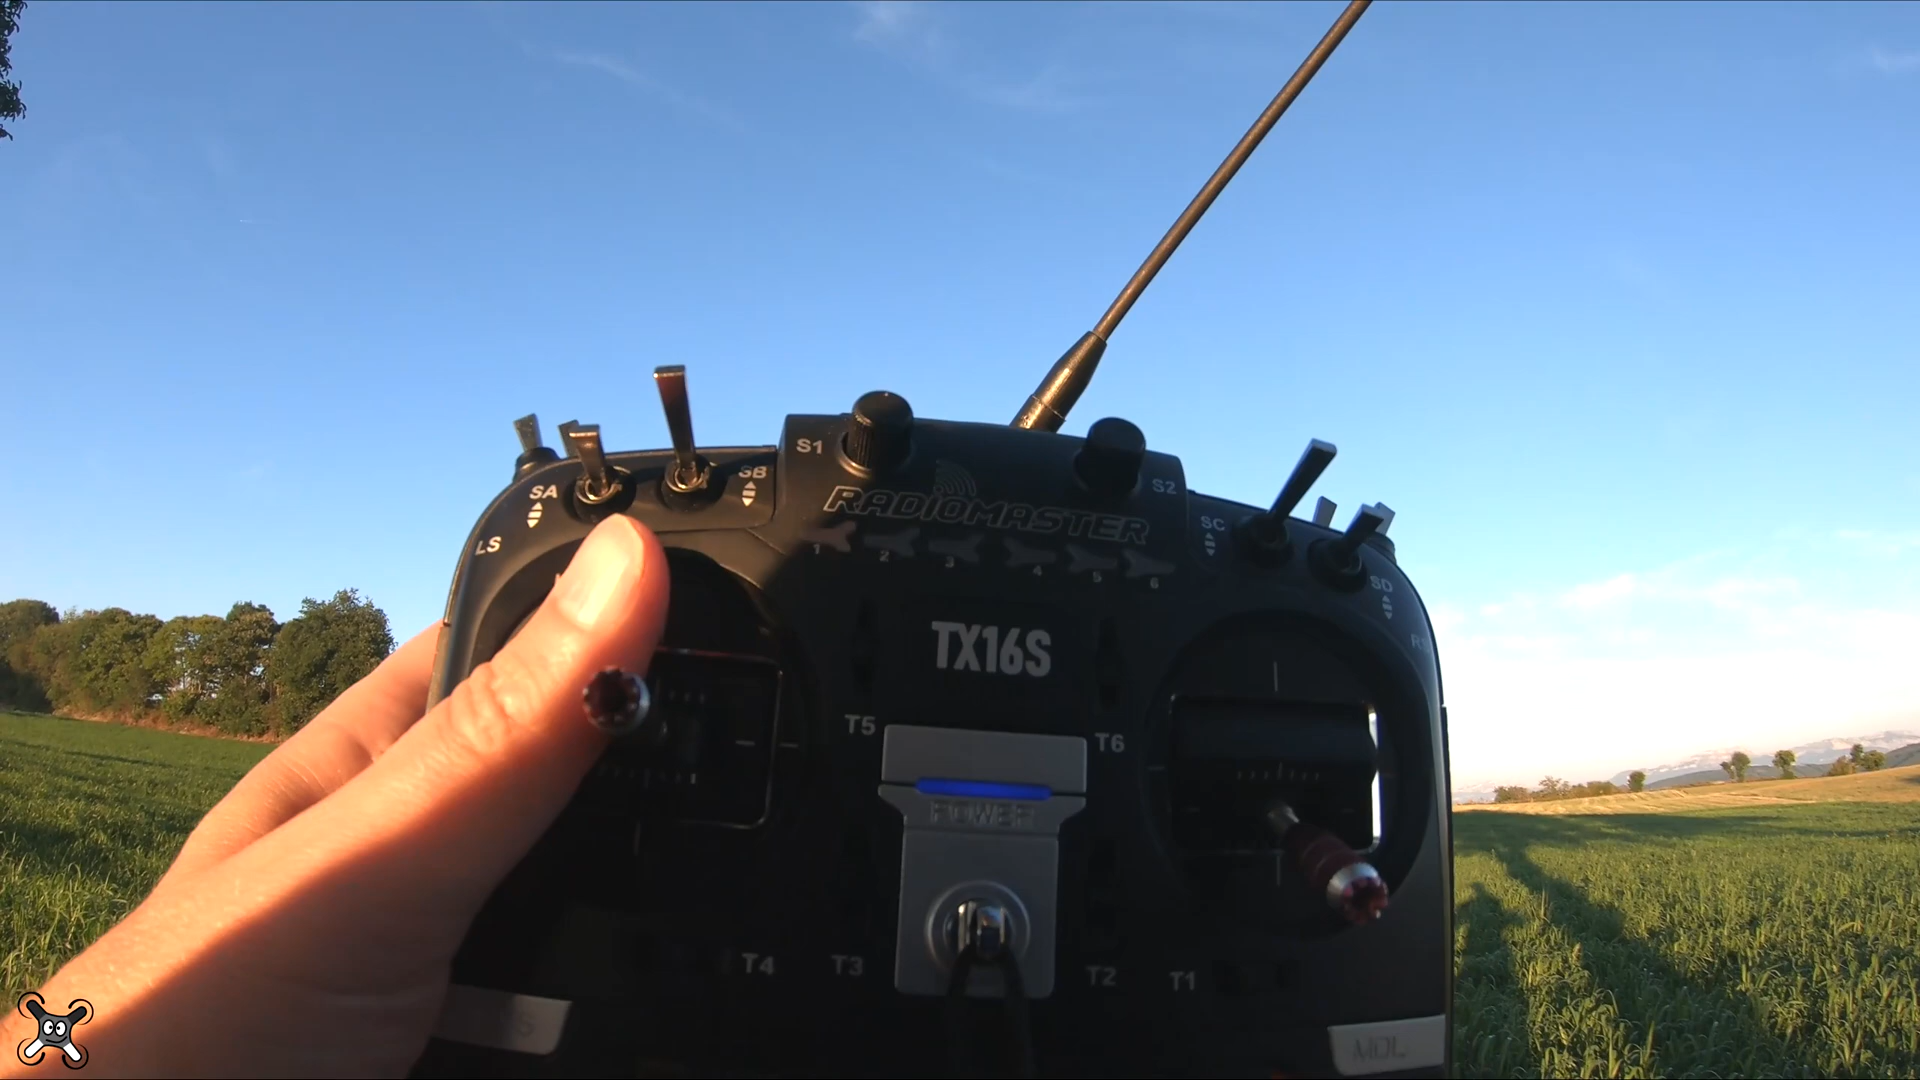 S1
SB
SA
S2
RADIOMASTER
LS
SC
1 2 3 4 5 6
SD
TX16S
T5
T6
POWER
T4 T3 T2 T1
MDL